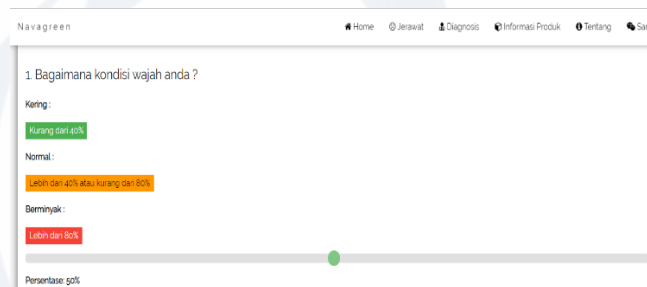 Navagreen Home Jerawat Diagnosis Informasi Produk Tentang
1. Bagaimana kondisi wajah anda ?
Kering :
Kurang dari 40%
Normal :
Lebih dari 40% atau kurang dari 80%
Berminyak :
Lebih dari 80%
Persentase: 50%